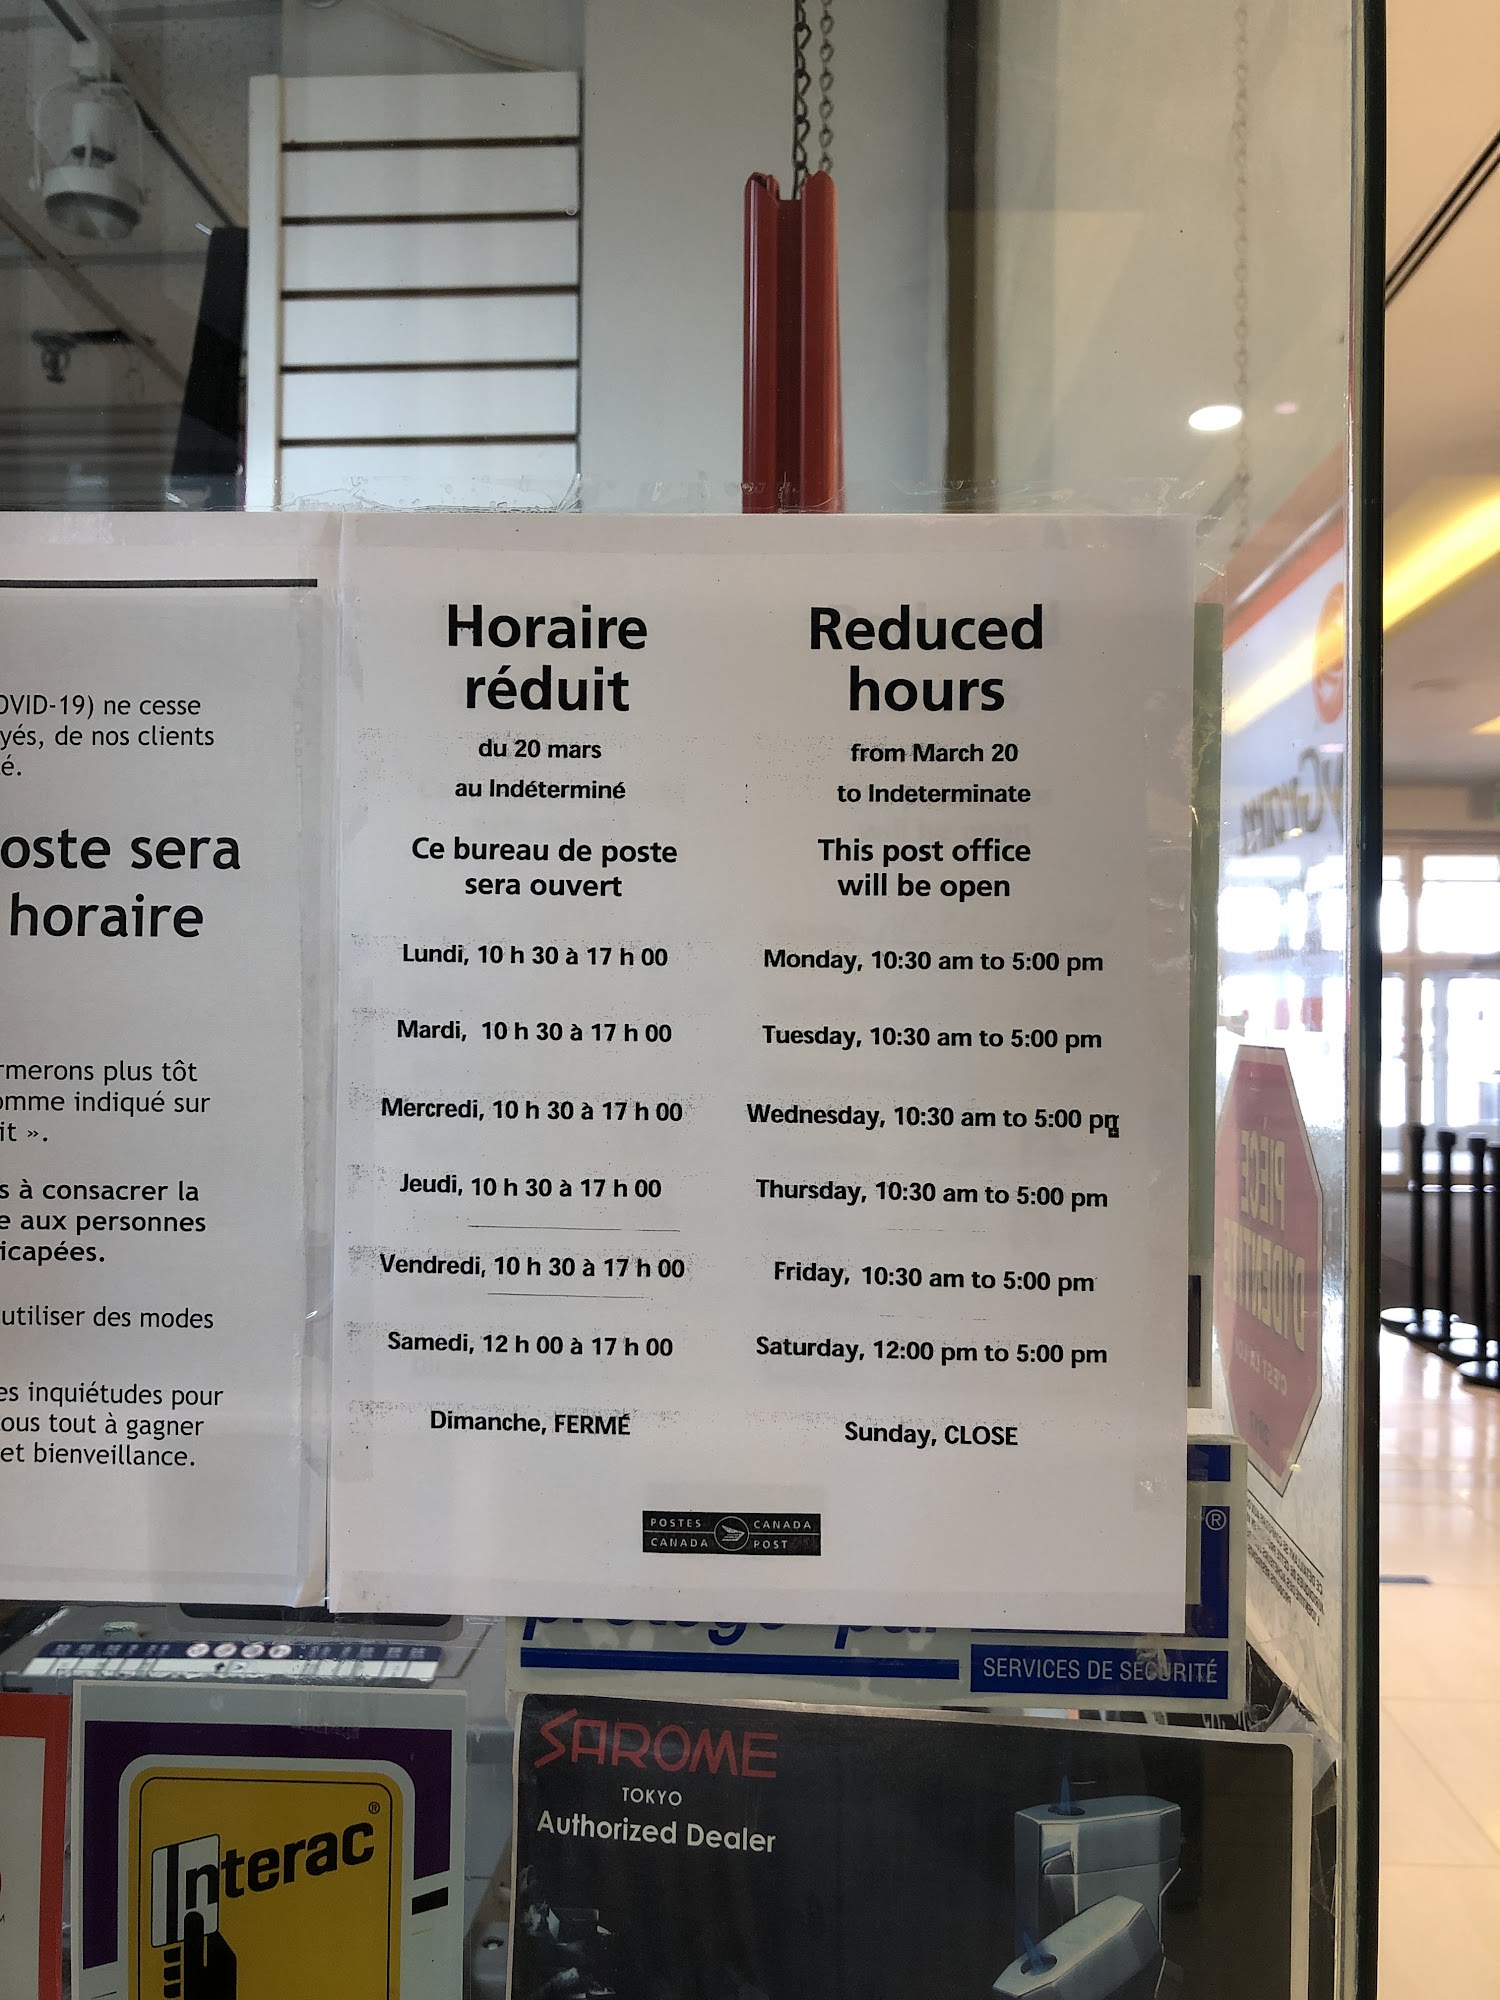 OVID-19) ne cesse
yés, de nos clients
é.
oste sera
horaire
rmerons plus tôt
omme indiqué sur
it ».
s à consacrer la
e aux personnes
icapées.
utiliser des modes
es inquiétudes pour
ous tout à gagner
et bienveillance.
Horaire
réduit
du 20 mars
au Indéterminé
Ce bureau de poste
sera ouvert
Lundi, 10 h 30 à 17 h 00
Mardi, 10 h 30 à 17 h 00
Mercredi, 10 h 30 à 17 h 00
Jeudi, 10 h 30 à 17 h 00
Vendredi, 10 h 30 à 17 h 00
Samedi, 12 h 00 à 17 h 00
Dimanche, FERMÉ
Reduced
hours
from March 20
to Indeterminate
This post office
will be open
Monday, 10:30 am to 5:00 pm
Tuesday, 10:30 am to 5:00 pm
Wednesday, 10:30 am to 5:00 pm
Thursday, 10:30 am to 5:00 pm
Friday, 10:30 am to 5:00 pm
Saturday, 12:00 pm to 5:00 pm
Sunday, CLOSE
POSTES CANADA
CANADA POST
PIÈCE
D'IDENTITÉ
C'EST LA LOI
®
SERVICES DE SÉCURITÉ
Interac®
SAROME
TOKYO
Authorized Dealer